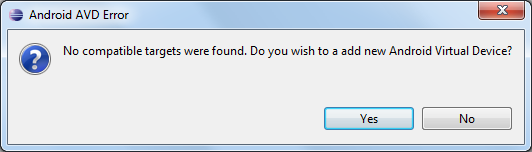 Android AVD Error
No compatible targets were found. Do you wish to a add new Android Virtual Device?
Yes
No